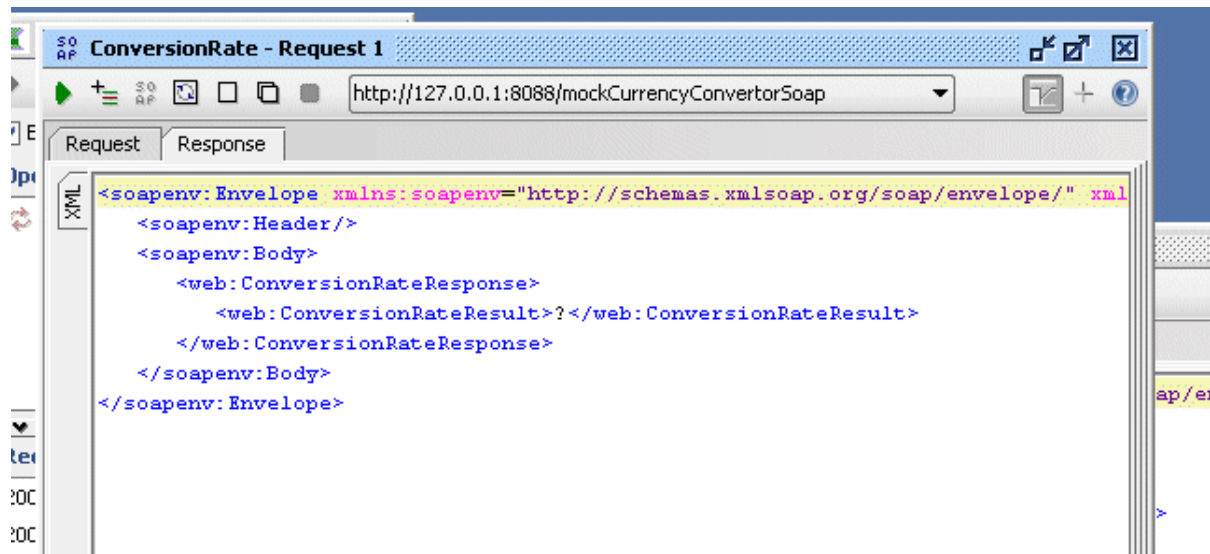 ConversionRate - Request 1
http://127.0.0.1:8088/mockCurrencyConvertorSoap
Request Response
XML
<soapenv:Envelope xmlns:soapenv="http://schemas.xmlsoap.org/soap/envelope/" xml
<soapenv:Header/>
<soapenv:Body>
<web:ConversionRateResponse>
<web:ConversionRateResult>?</web:ConversionRateResult>
</web:ConversionRateResponse>
</soapenv:Body>
</soapenv:Envelope>